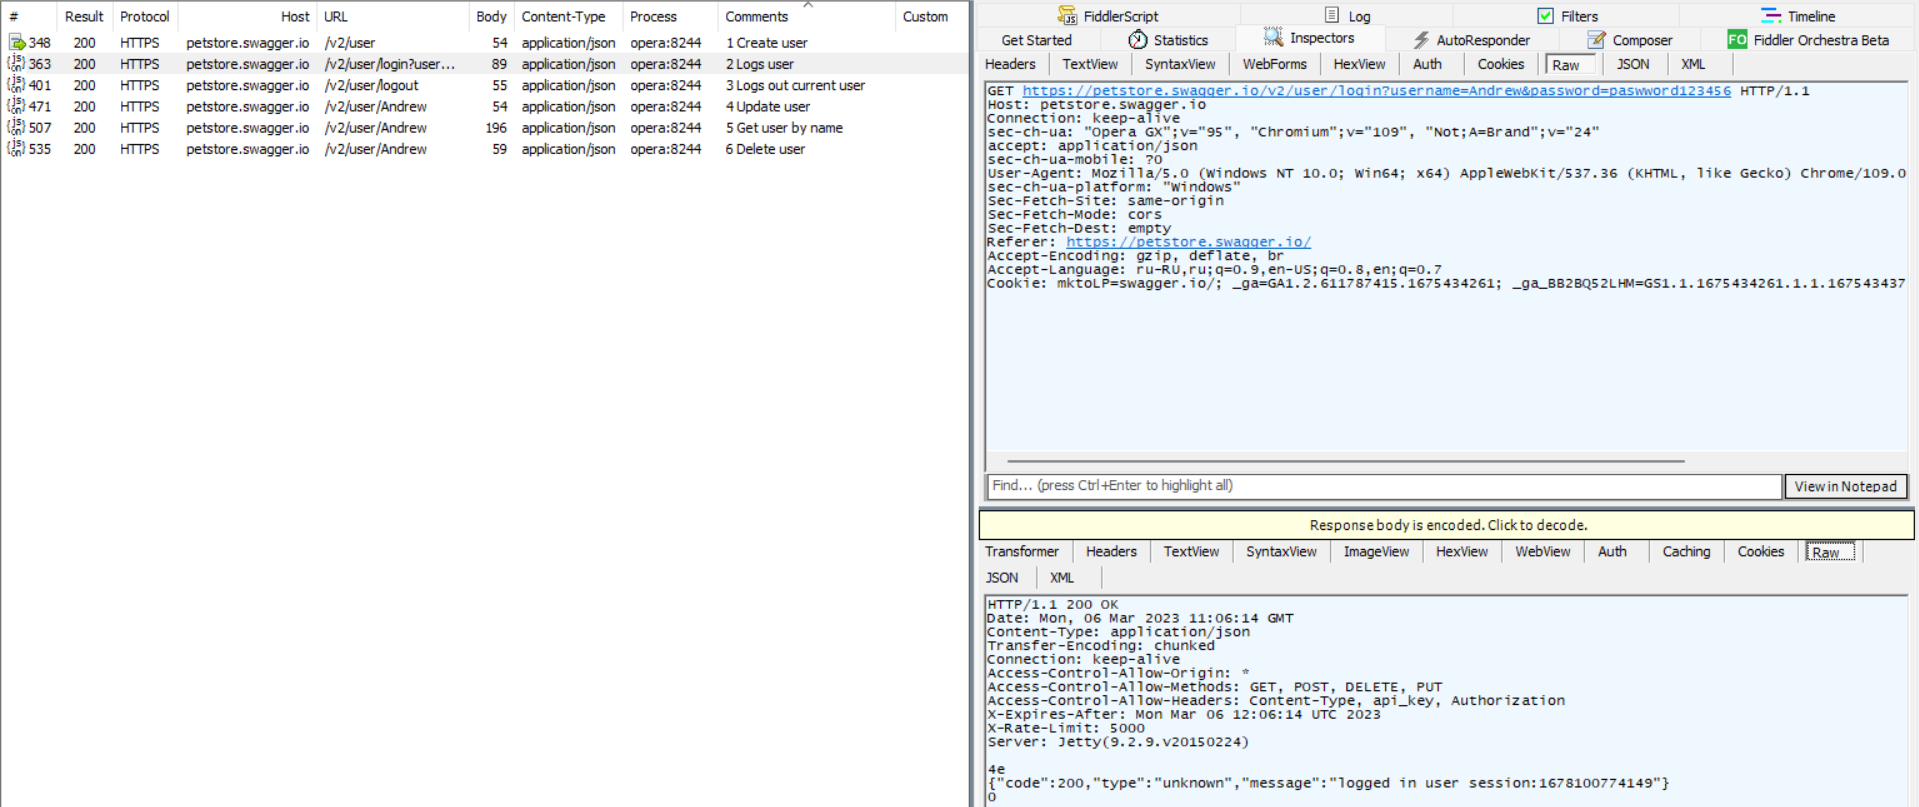 # Result Protocol Host URL Body Content-Type Process Comments Custom
348 200 HTTPS petstore.swagger.io /v2/user 54 application/json opera:8244 1 Create user
363 200 HTTPS petstore.swagger.io /v2/user/login?user... 89 application/json opera:8244 2 Logs user
401 200 HTTPS petstore.swagger.io /v2/user/logout 55 application/json opera:8244 3 Logs out current user
471 200 HTTPS petstore.swagger.io /v2/user/Andrew 54 application/json opera:8244 4 Update user
507 200 HTTPS petstore.swagger.io /v2/user/Andrew 196 application/json opera:8244 5 Get user by name
535 200 HTTPS petstore.swagger.io /v2/user/Andrew 59 application/json opera:8244 6 Delete user
FiddlerScript Log Filters Timeline
Get Started Statistics Inspectors AutoResponder Composer FO Fiddler Orchestra Beta
Headers TextView SyntaxView WebForms HexView Auth Cookies Raw JSON XML
GET https://petstore.swagger.io/v2/user/login?username=Andrew&password=paswword123456 HTTP/1.1
Host: petstore.swagger.io
Connection: keep-alive
sec-ch-ua: "Opera GX";v="95", "Chromium";v="109", "Not;A=Brand";v="24"
accept: application/json
sec-ch-ua-mobile: ?0
User-Agent: Mozilla/5.0 (Windows NT 10.0; Win64; x64) AppleWebKit/537.36 (KHTML, like Gecko) Chrome/109.0
sec-ch-ua-platform: "Windows"
Sec-Fetch-Site: same-origin
Sec-Fetch-Mode: cors
Sec-Fetch-Dest: empty
Referer: https://petstore.swagger.io/
Accept-Encoding: gzip, deflate, br
Accept-Language: ru-RU,ru;q=0.9,en-US;q=0.8,en;q=0.7
Cookie: mktoLP=swagger.io/; _ga=GA1.2.611787415.1675434261; _ga_BB2BQ52LHM=GS1.1.1675434261.1.1.167543437
Find... (press Ctrl+Enter to highlight all) View in Notepad
Response body is encoded. Click to decode.
Transformer Headers TextView SyntaxView ImageView HexView WebView Auth Caching Cookies Raw
JSON XML
HTTP/1.1 200 OK
Date: Mon, 06 Mar 2023 11:06:14 GMT
Content-Type: application/json
Transfer-Encoding: chunked
Connection: keep-alive
Access-Control-Allow-Origin: *
Access-Control-Allow-Methods: GET, POST, DELETE, PUT
Access-Control-Allow-Headers: Content-Type, api_key, Authorization
X-Expires-After: Mon Mar 06 12:06:14 UTC 2023
X-Rate-Limit: 5000
Server: Jetty(9.2.9.v20150224)
4e
{"code":200,"type":"unknown","message":"logged in user session:1678100774149"}
0